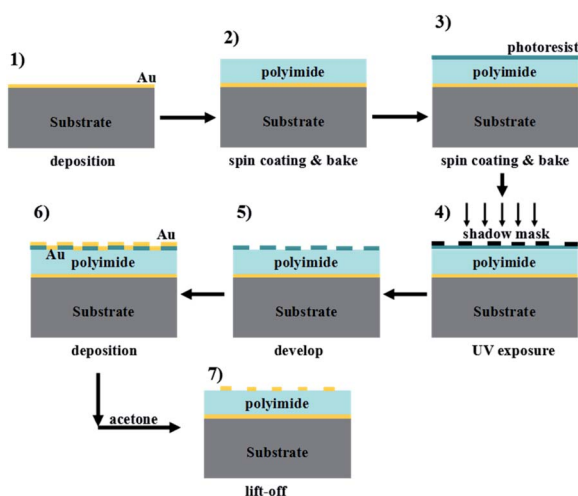 1)
Au
Substrate
deposition
2)
polyimide
Substrate
spin coating & bake
3)
photoresist
polyimide
Substrate
spin coating & bake
4)
shadow mask
polyimide
Substrate
UV exposure
5)
polyimide
Substrate
develop
6)
Au
Au
polyimide
Substrate
deposition
acetone
7)
polyimide
Substrate
lift-off